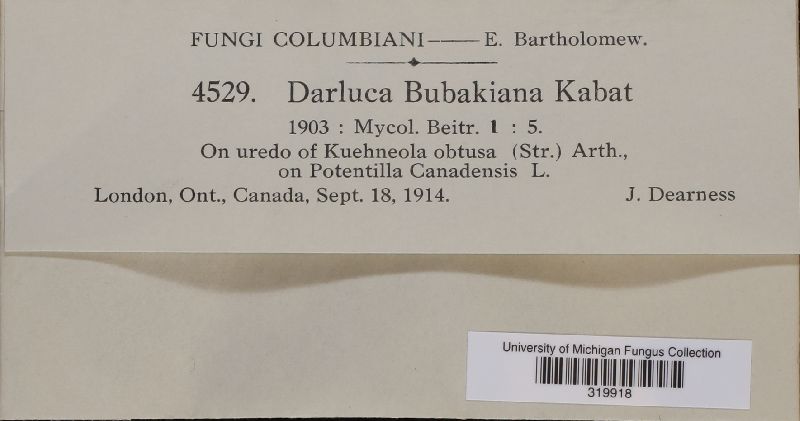 FUNGI COLUMBIANI—E. Bartholomew.
4529. Darluca Bubakiana Kabat
1903 : Mycol. Beitr. 1 : 5.
On uredo of Kuehneola obtusa (Str.) Arth.,
on Potentilla Canadensis L.
London, Ont., Canada, Sept. 18, 1914. J. Dearness
University of Michigan Fungus Collection
319918